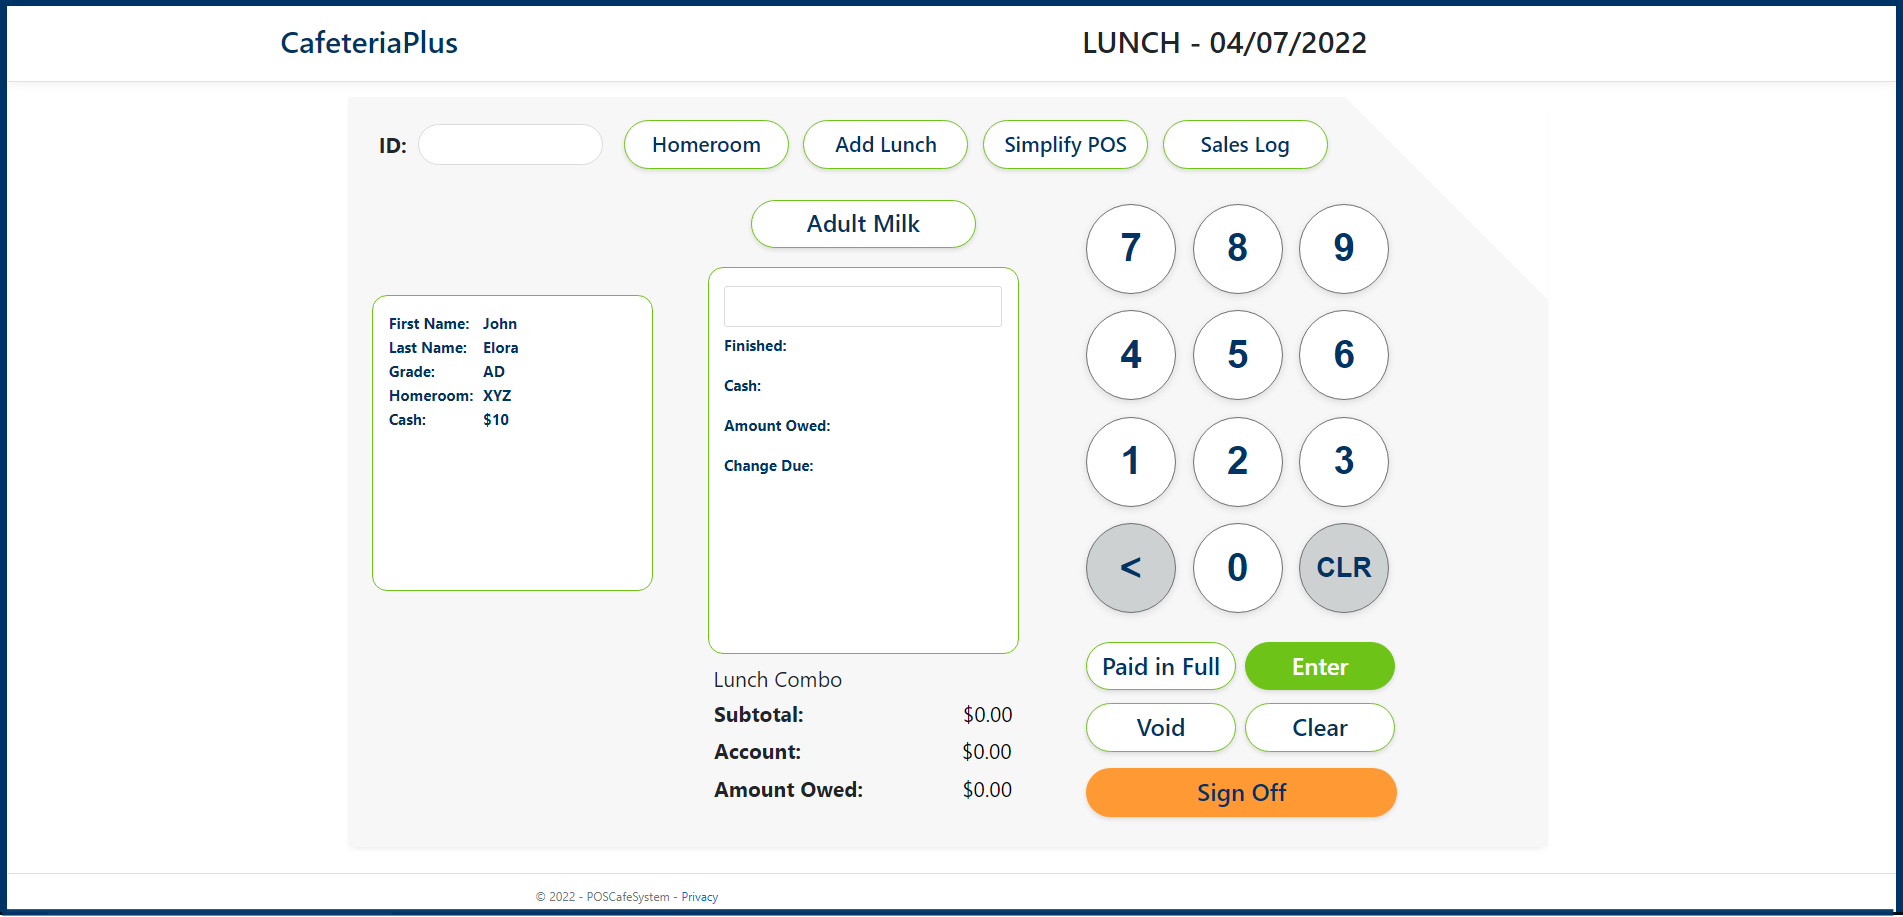 CafeteriaPlus
LUNCH - 04/07/2022
ID:
Homeroom
Add Lunch
Simplify POS
Sales Log
Adult Milk
First Name: John
Last Name: Elora
Grade: AD
Homeroom: XYZ
Cash: $10
Finished:
Cash:
Amount Owed:
Change Due:
Lunch Combo
Subtotal: $0.00
Account: $0.00
Amount Owed: $0.00
7 8 9
4 5 6
1 2 3
< 0 CLR
Paid in Full
Enter
Void
Clear
Sign Off
© 2022 - POSCafeSystem - Privacy